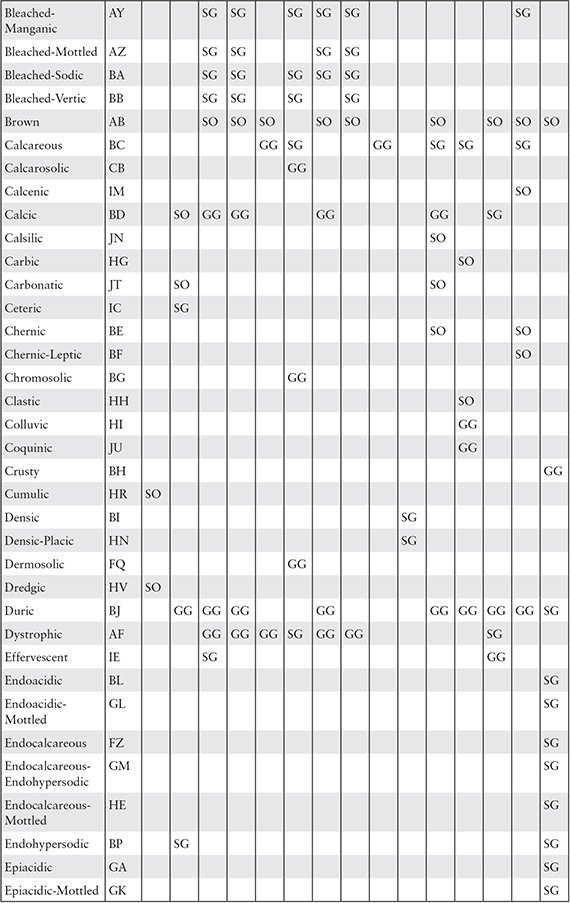 Bleached- AY SG SG SG SG SG SG
Manganic
Bleached-Mottled AZ SG SG SG SG
Bleached-Sodic BA SG SG SG SG SG
Bleached-Vertic BB SG SG SG SG
Brown AB SO SO SO SO SO SO SO SO SO
Calcareous BC GG SG GG SG SG SG
Calcarosolic CB GG
Calcenic IM SO
Calcic BD SO GG GG GG GG SG
Calsilic JN SO
Carbic HG SO
Carbonatic JT SO SO
Ceteric IC SG
Chernic BE SO SO
Chernic-Leptic BF SO
Chromosolic BG GG
Clastic HH SO
Colluvic HI GG
Coquinic JU GG
Crusty BH GG
Cumulic HR SO
Densic BI SG
Densic-Placic HN SG
Dermosolic FQ GG
Dredgic HV SO
Duric BJ GG GG GG GG GG GG GG GG SG
Dystrophic AF GG GG GG SG GG GG SG
Effervescent IE SG GG
Endoacidic BL SG
Endoacidic- GL SG
Mottled
Endocalcareous FZ SG
Endocalcareous- GM SG
Endohypersodic
Endocalcareous- HE SG
Mottled
Endohypersodic BP SG SG
Epiacidic GA SG
Epiacidic-Mottled GK SG